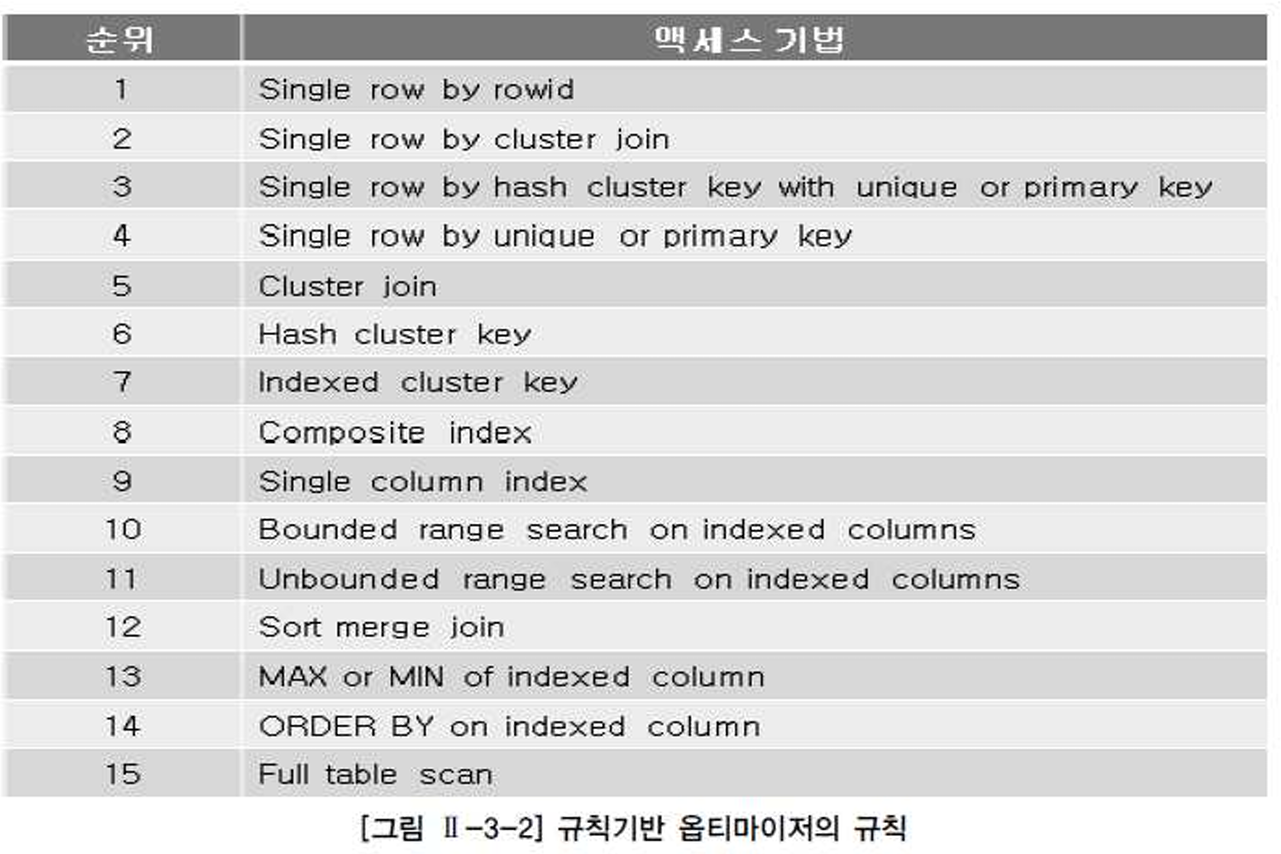 순위 액세스 기법
1 Single row by rowid
2 Single row by cluster join
3 Single row by hash cluster key with unique or primary key
4 Single row by unique or primary key
5 Cluster join
6 Hash cluster key
7 Indexed cluster key
8 Composite index
9 Single column index
10 Bounded range search on indexed columns
11 Unbounded range search on indexed columns
12 Sort merge join
13 MAX or MIN of indexed column
14 ORDER BY on indexed column
15 Full table scan
[그림 Ⅱ-3-2] 규칙기반 옵티마이저의 규칙